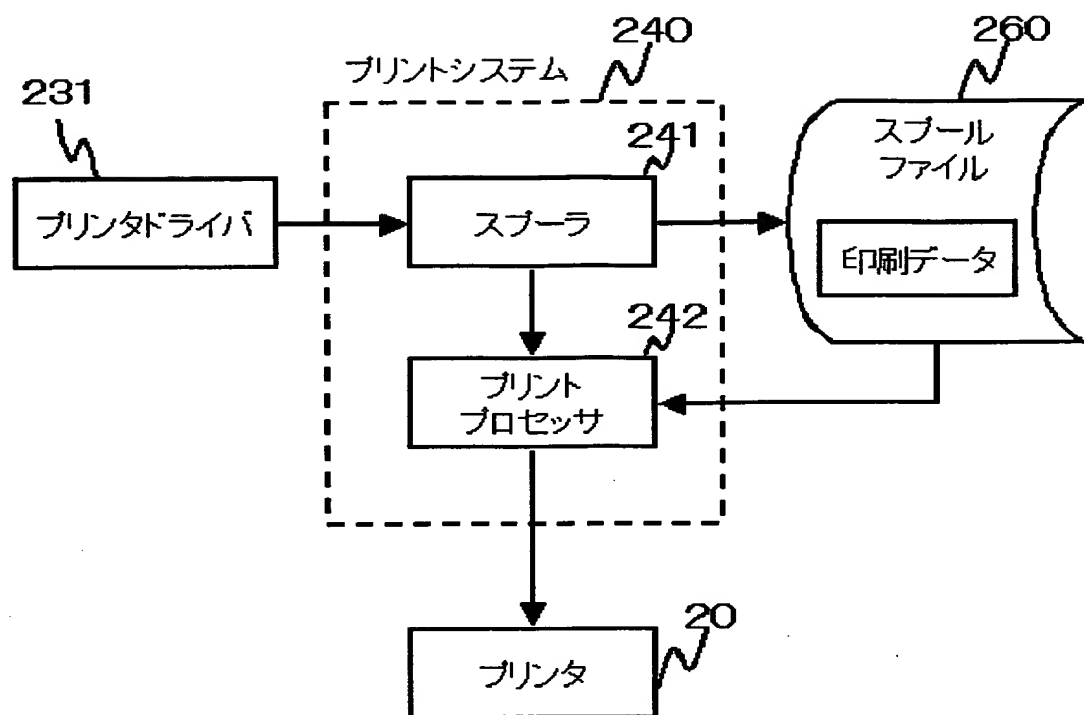 240
260
プリントシステム
231
241
スプール
ファイル
プリンタドライバ
スプーラ
印刷データ
242
プリント
プロセッサ
20
プリンタ